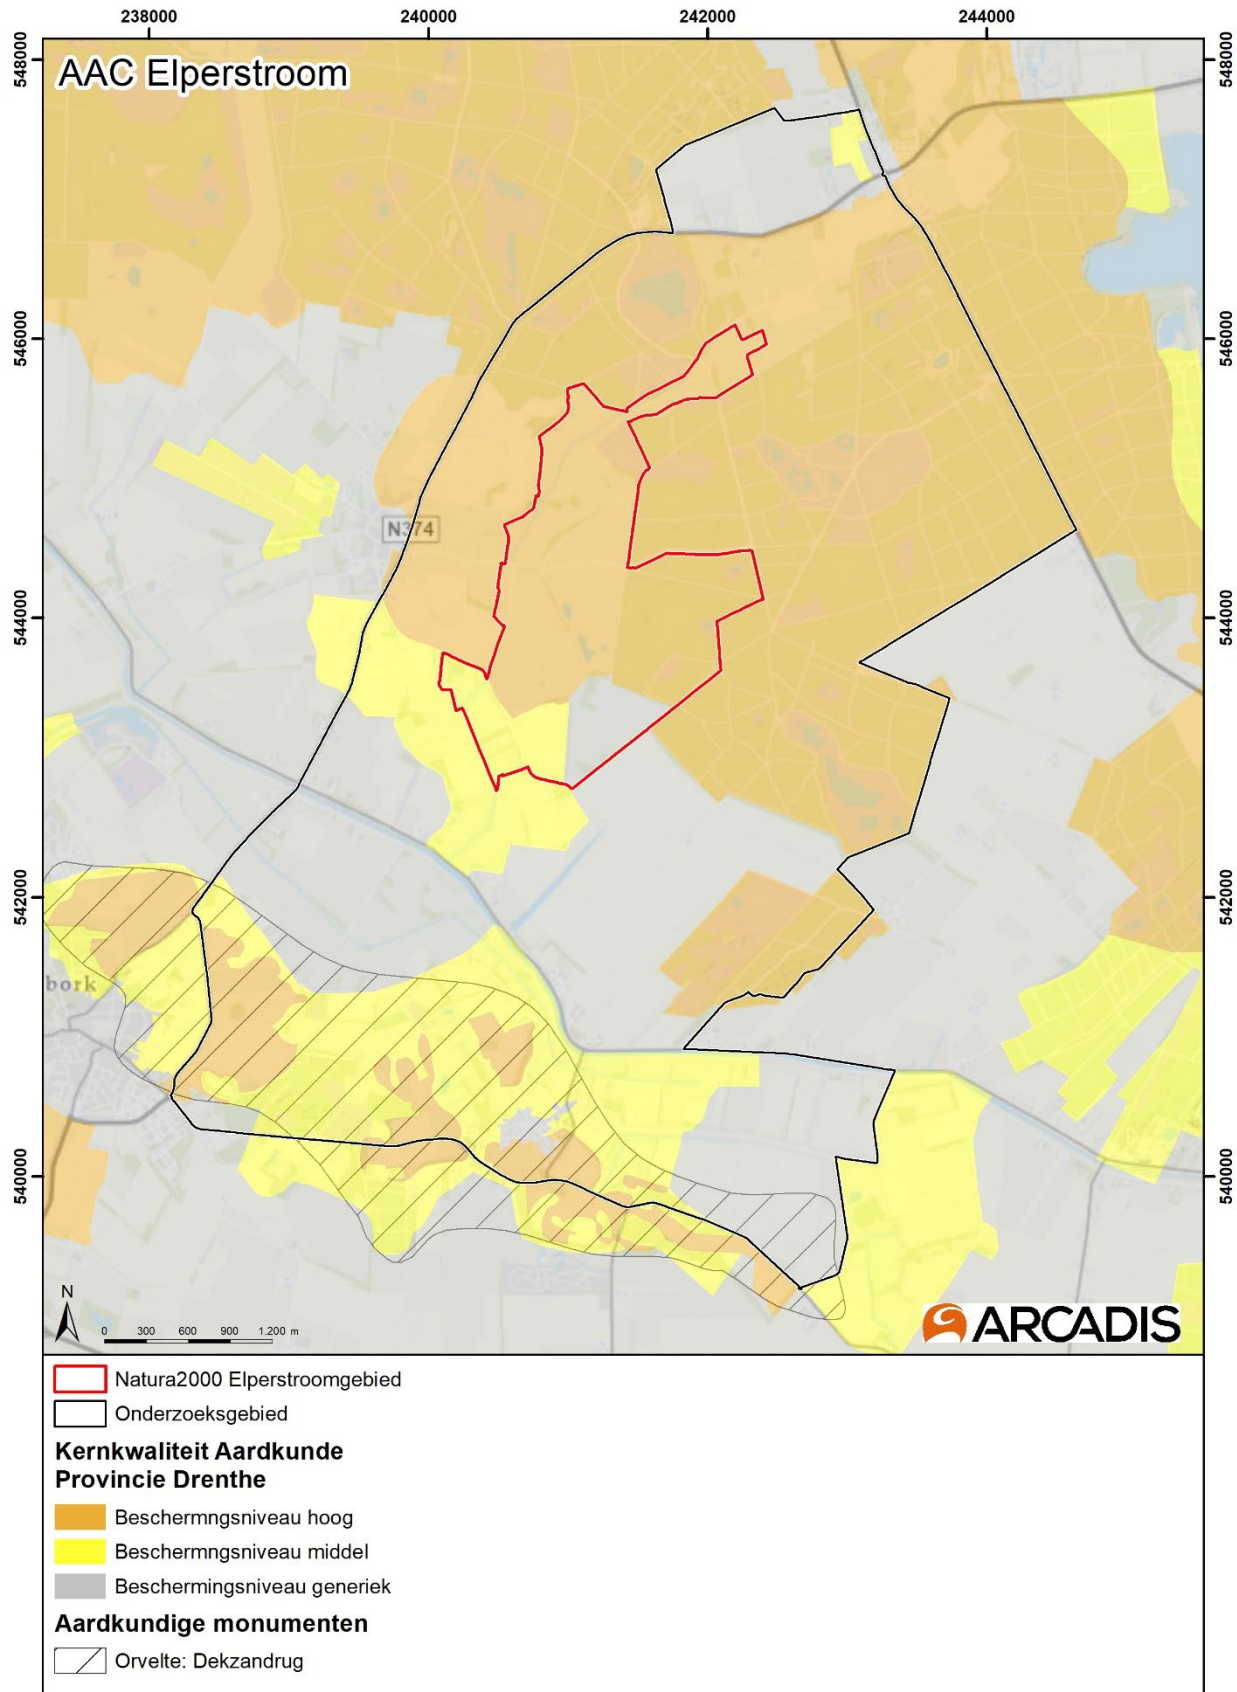 238000 240000 242000 244000
548000 548000
AAC Elperstroom
546000 546000
N374
544000 544000
542000 542000
bork
540000 540000
N
0 300 600 900 1.200 m
ARCADIS
Natura2000 Elperstroomgebied
Onderzoeksgebied
Kernkwaliteit Aardkunde
Provincie Drenthe
Beschermngsniveau hoog
Beschermngsniveau middel
Beschermingsniveau generiek
Aardkundige monumenten
Orvelte: Dekzandrug